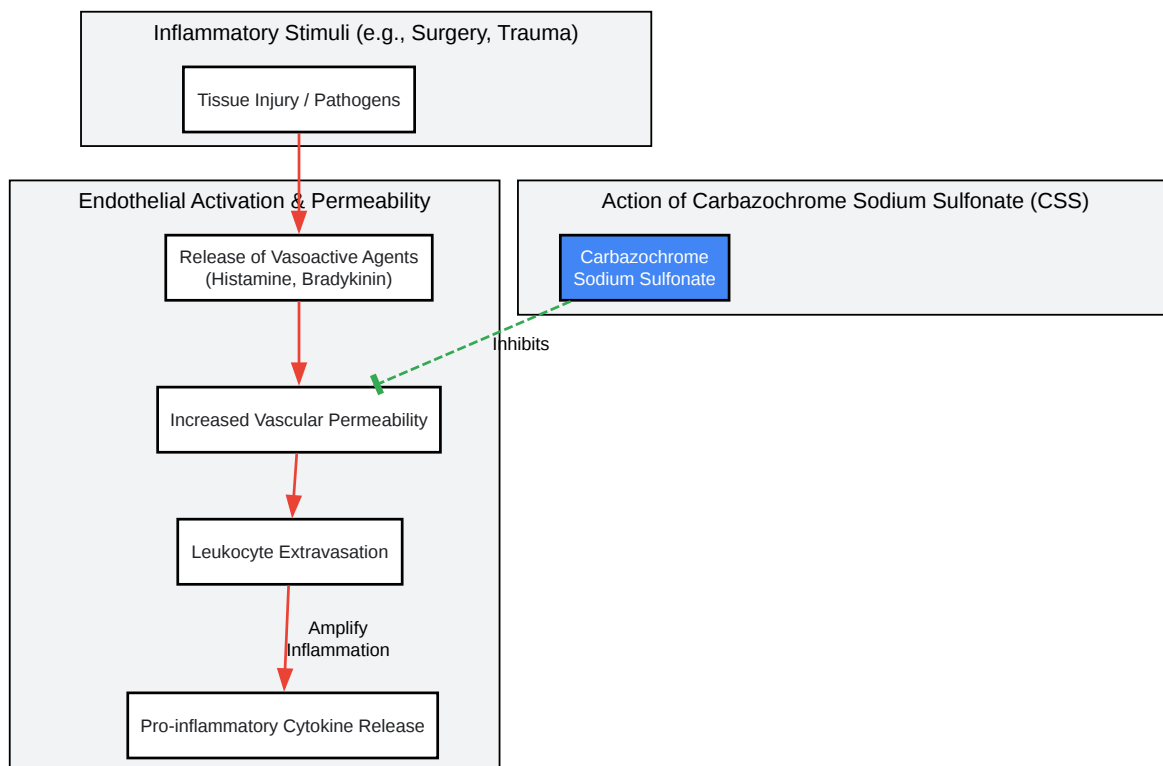 Inflammatory Stimuli (e.g., Surgery, Trauma)
Tissue Injury / Pathogens
Endothelial Activation & Permeability
Release of Vasoactive Agents
(Histamine, Bradykinin)
Action of Carbazochrome Sodium Sulfonate (CSS)
Carbazochrome
Sodium Sulfonate
Inhibits
Increased Vascular Permeability
Leukocyte Extravasation
Amplify
Inflammation
Pro-inflammatory Cytokine Release